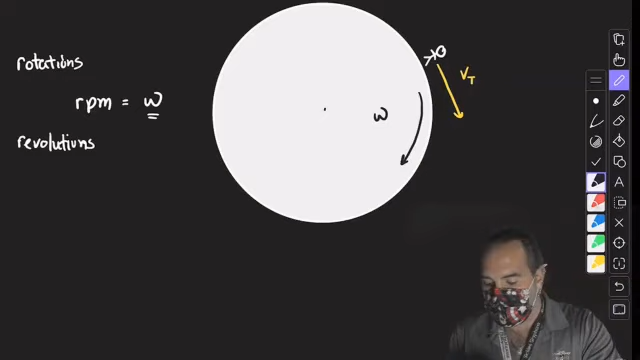 rotations
rpm = ω
revolutions
ω
V_T
A